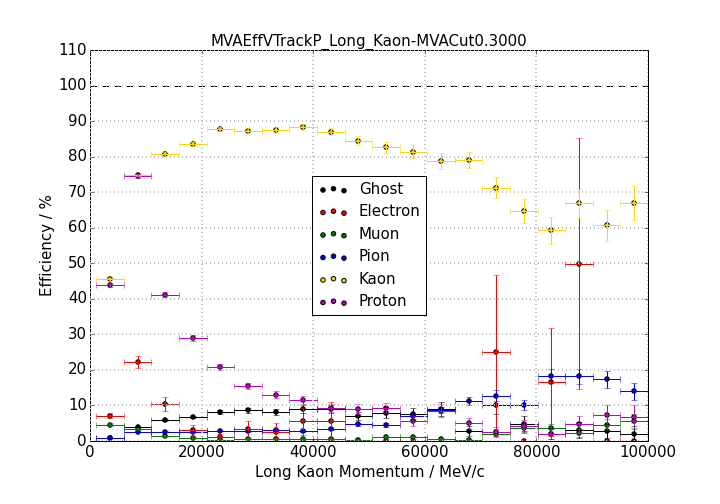 MVAEffVTrackP_Long_Kaon-MVACut0.3000
110
100
90
80
70
60
50
40
30
20
10
0
Efficiency / %
Ghost
Electron
Muon
Pion
Kaon
Proton
0 20000 40000 60000 80000 100000
Long Kaon Momentum / MeV/c